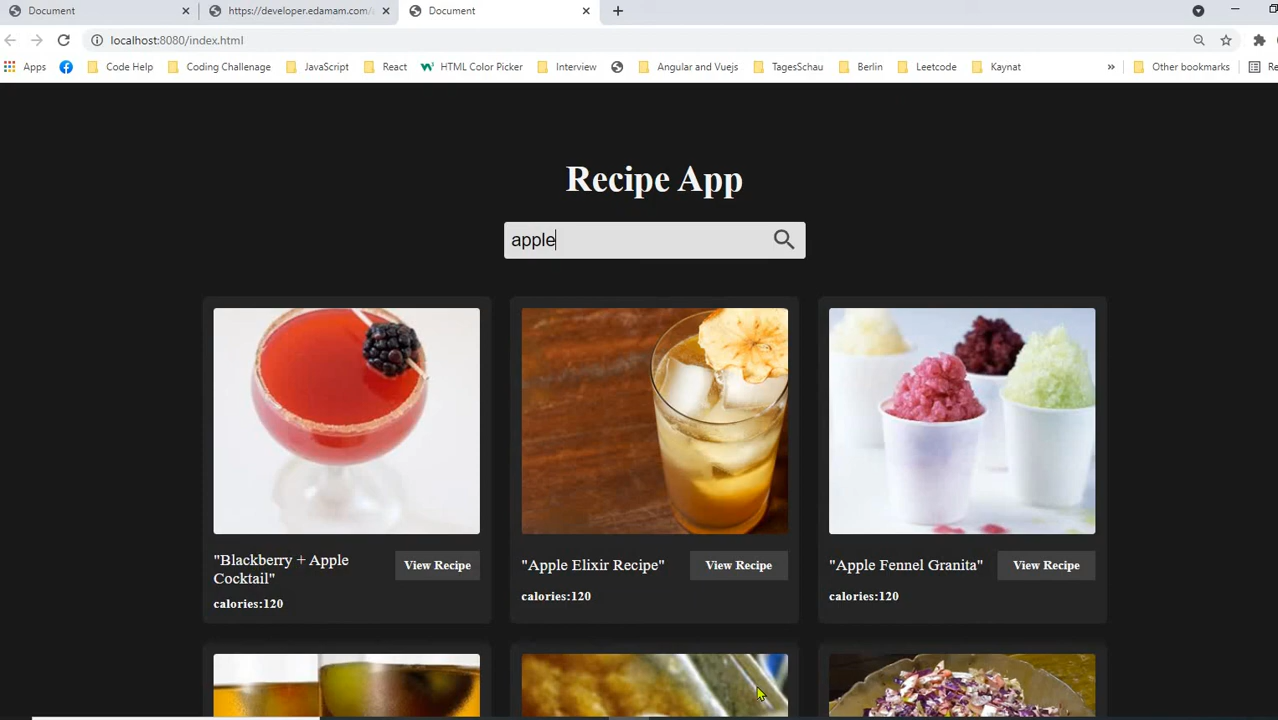 Document
https://developer.edamam.com/
Document
localhost:8080/index.html
Apps
Code Help
Coding Challenage
JavaScript
React
HTML Color Picker
Interview
Angular and Vuejs
TagesSchau
Berlin
Leetcode
Kaynat
»
Other bookmarks
Re
Recipe App
apple
"Blackberry + Apple
Cocktail"
View Recipe
calories:120
"Apple Elixir Recipe"
View Recipe
calories:120
"Apple Fennel Granita"
View Recipe
calories:120